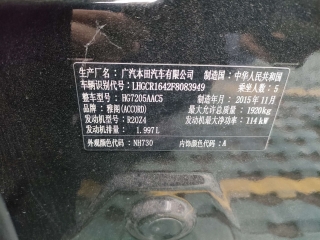 生产厂名：广汽本田汽车有限公司 制造国：中华人民共和国
车辆识别代号：LHGCR1642F8083949 乘坐人数：5
整车型号：HG7205AAC5 制造年月：2015年11月
品牌：雅阁(ACCORD) 最大允许总质量：1920kg
发动机型号：R20Z4 发动机最大净功率：114kW
发动机排量：1.997L
外观颜色代码：NH730 内饰颜色代码：A